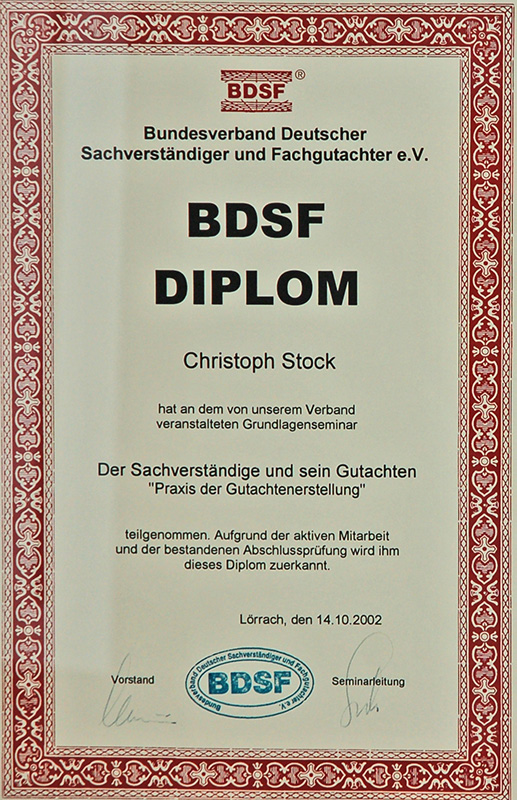 BDSF ®
Bundesverband Deutscher
Sachverständiger und Fachgutachter e.V.
BDSF
DIPLOM
Christoph Stock
hat an dem von unserem Verband
veranstalteten Grundlagenseminar
Der Sachverständige und sein Gutachten
"Praxis der Gutachtenerstellung"
teilgenommen. Aufgrund der aktiven Mitarbeit
und der bestandenen Abschlussprüfung wird ihm
dieses Diplom zuerkannt.
Lörrach, den 14.10.2002
Vorstand
Bundesverband Deutscher Sachverständiger und Fachgutachter e.V.
BDSF
Seminarleitung